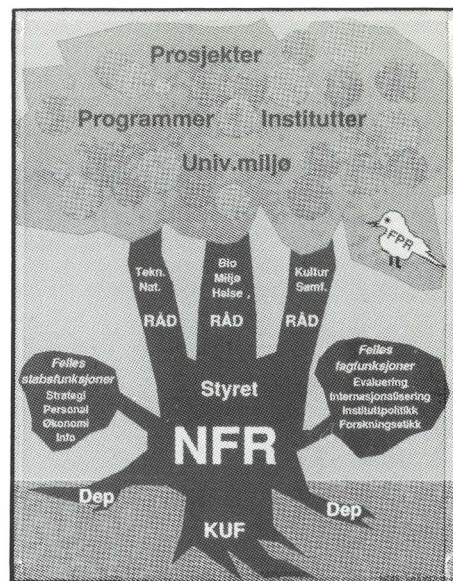 Prosjekter
Programmer Institutter
Univ.miljø
FPR
Tekn.
Nat.
RÅD
Bio
Miljø
Helse,
RÅD
Kultur
Samf.
RÅD
Felles
stabsfunksjoner
Strategi
Personal
Økonomi
Info
Styret
NFR
Felles
fagfunksjoner
Evaluering
Internasjonalisering
Instituttpolitikk
Forskningsetikk
Dep
Dep
KUF